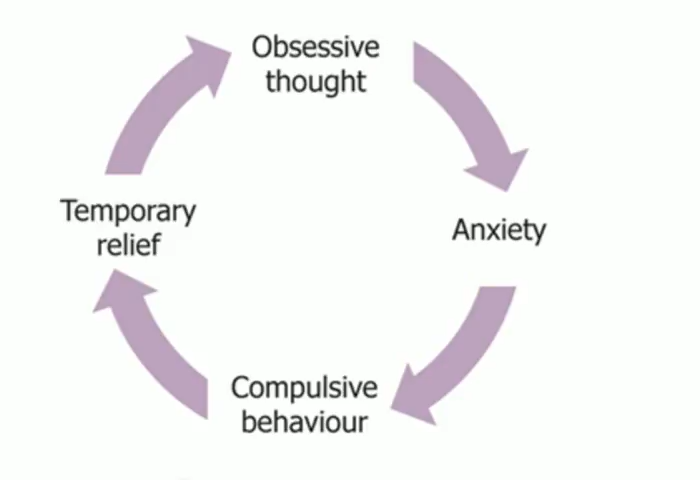 Obsessive
thought
Anxiety
Compulsive
behaviour
Temporary
relief